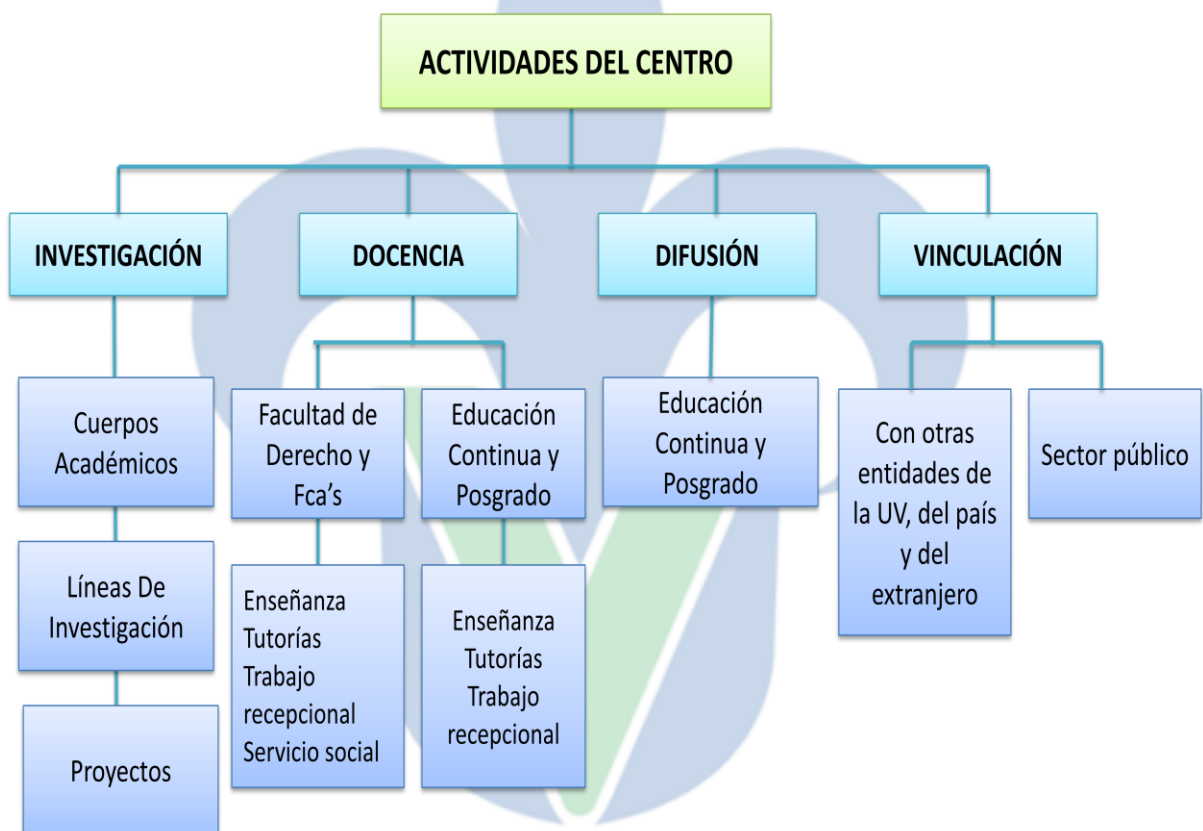 ACTIVIDADES DEL CENTRO
INVESTIGACIÓN
DOCENCIA
DIFUSIÓN
VINCULACIÓN
Cuerpos
Académicos
Facultad de
Derecho y
Fca's
Educación
Continua y
Posgrado
Educación
Continua y
Posgrado
Con otras
entidades de
la UV, del país
y del
extranjero
Sector público
Líneas De
Investigación
Enseñanza
Tutorías
Trabajo
recepcional
Servicio social
Enseñanza
Tutorías
Trabajo
recepcional
Proyectos